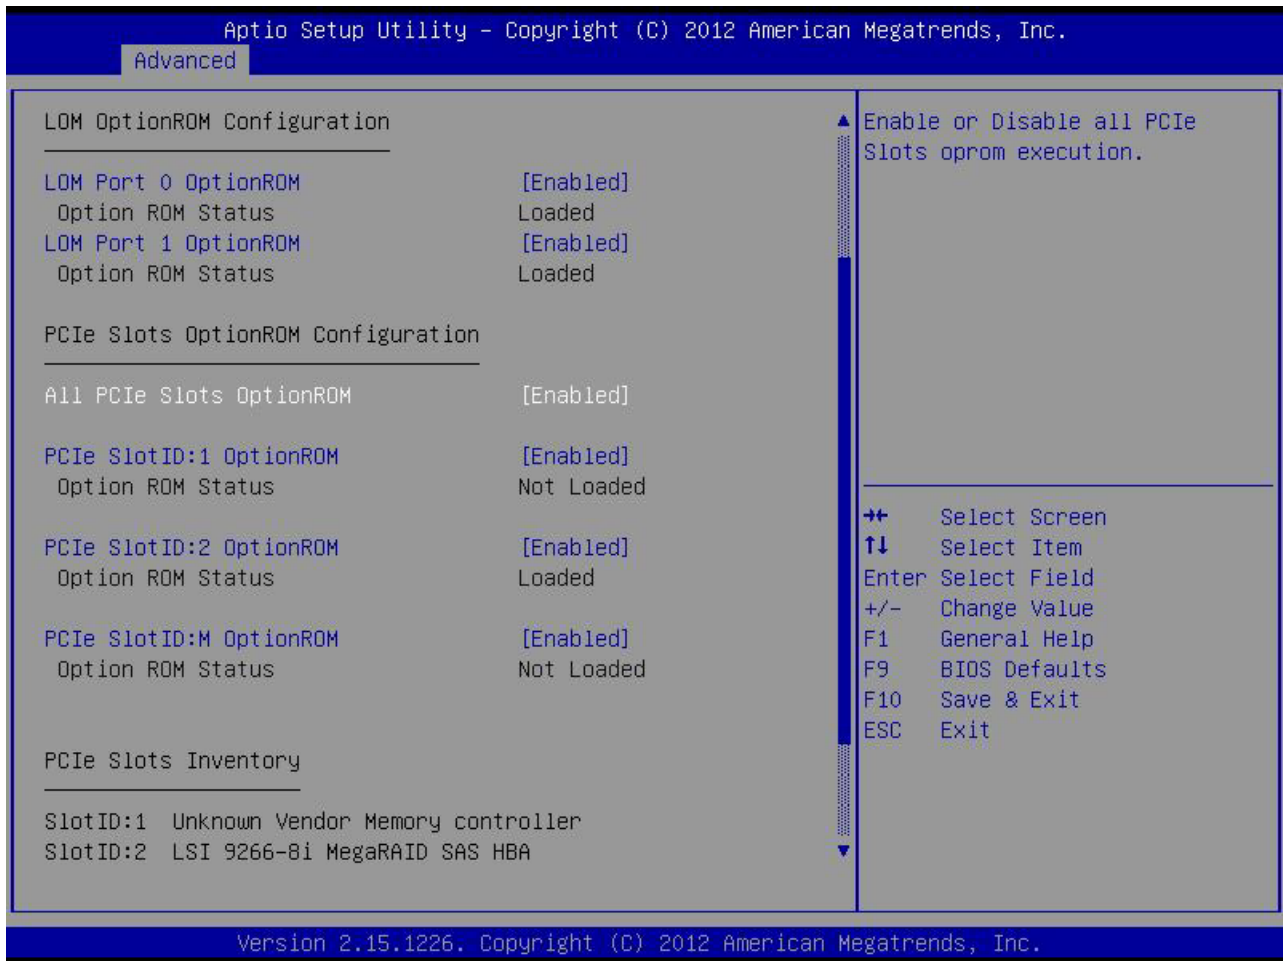 Aptio Setup Utility – Copyright (C) 2012 American Megatrends, Inc.
Advanced
LOM OptionROM Configuration
LOM Port 0 OptionROM [Enabled]
Option ROM Status Loaded
LOM Port 1 OptionROM [Enabled]
Option ROM Status Loaded
PCIe Slots OptionROM Configuration
All PCIe Slots OptionROM [Enabled]
PCIe SlotID:1 OptionROM [Enabled]
Option ROM Status Not Loaded
PCIe SlotID:2 OptionROM [Enabled]
Option ROM Status Loaded
PCIe SlotID:M OptionROM [Enabled]
Option ROM Status Not Loaded
PCIe Slots Inventory
SlotID:1 Unknown Vendor Memory controller
SlotID:2 LSI 9266-8i MegaRAID SAS HBA
Enable or Disable all PCIe
Slots oprom execution.
→← Select Screen
↑↓ Select Item
Enter Select Field
+/- Change Value
F1 General Help
F9 BIOS Defaults
F10 Save & Exit
ESC Exit
Version 2.15.1226. Copyright (C) 2012 American Megatrends, Inc.